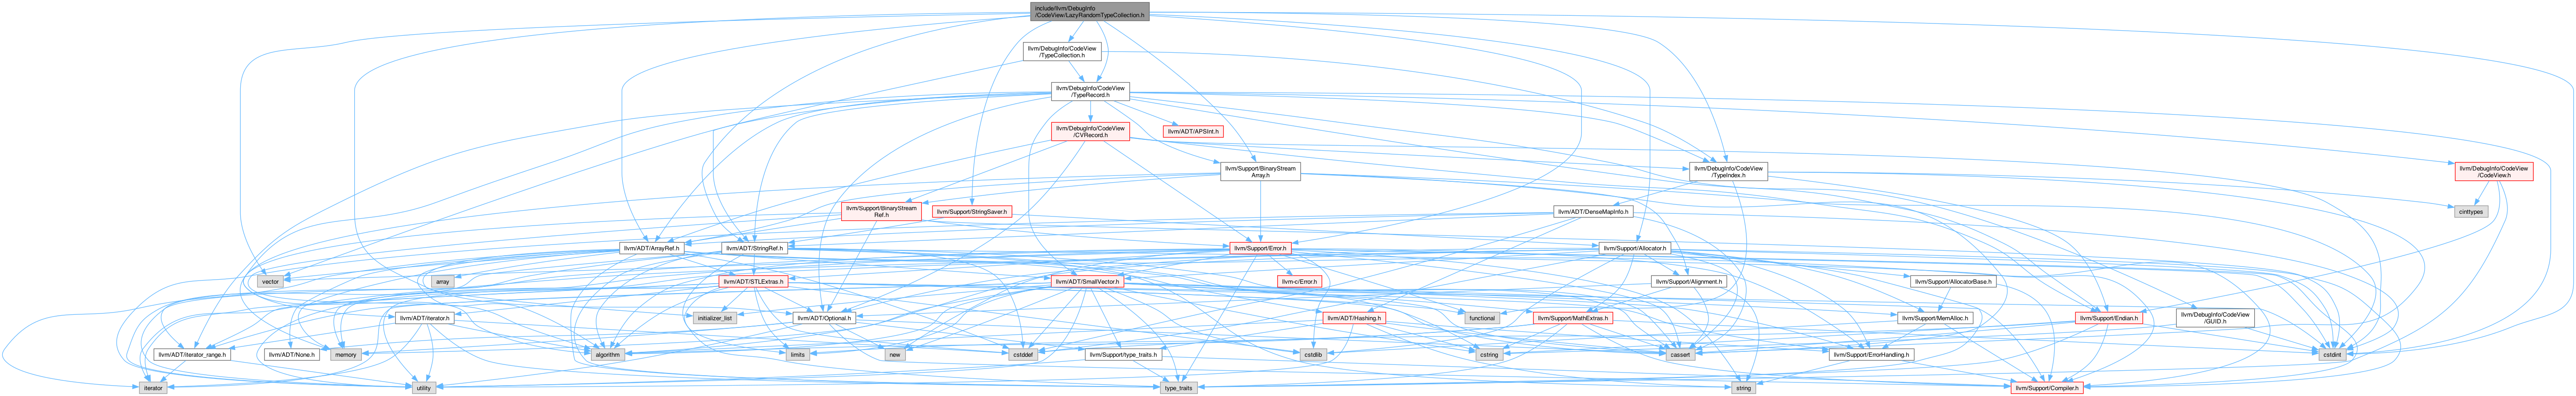 include/llvm/DebugInfo
/CodeView/LazyRandomTypeCollection.h
llvm/DebugInfo/CodeView
/TypeCollection.h
llvm/DebugInfo/CodeView
/TypeRecord.h
llvm/DebugInfo/CodeView
/CVRecord.h
llvm/ADT/APSInt.h
llvm/Support/BinaryStream
Array.h
llvm/DebugInfo/CodeView
/TypeIndex.h
llvm/DebugInfo/CodeView
/CodeView.h
llvm/Support/BinaryStream
Ref.h
llvm/Support/StringSaver.h
llvm/ADT/DenseMapInfo.h
cinttypes
llvm/ADT/ArrayRef.h
llvm/ADT/StringRef.h
llvm/Support/Error.h
llvm/Support/Allocator.h
vector
array
llvm/ADT/STLExtras.h
llvm/ADT/SmallVector.h
llvm-c/Error.h
llvm/Support/Alignment.h
llvm/Support/AllocatorBase.h
llvm/ADT/iterator.h
initializer_list
llvm/ADT/Optional.h
functional
llvm/ADT/Hashing.h
llvm/Support/MathExtras.h
llvm/Support/MemAlloc.h
llvm/Support/Endian.h
llvm/DebugInfo/CodeView
/GUID.h
llvm/ADT/iterator_range.h
llvm/ADT/None.h
memory
algorithm
limits
new
cstddef
llvm/Support/type_traits.h
cstdlib
cstring
cassert
llvm/Support/ErrorHandling.h
cstdint
iterator
utility
type_traits
string
llvm/Support/Compiler.h